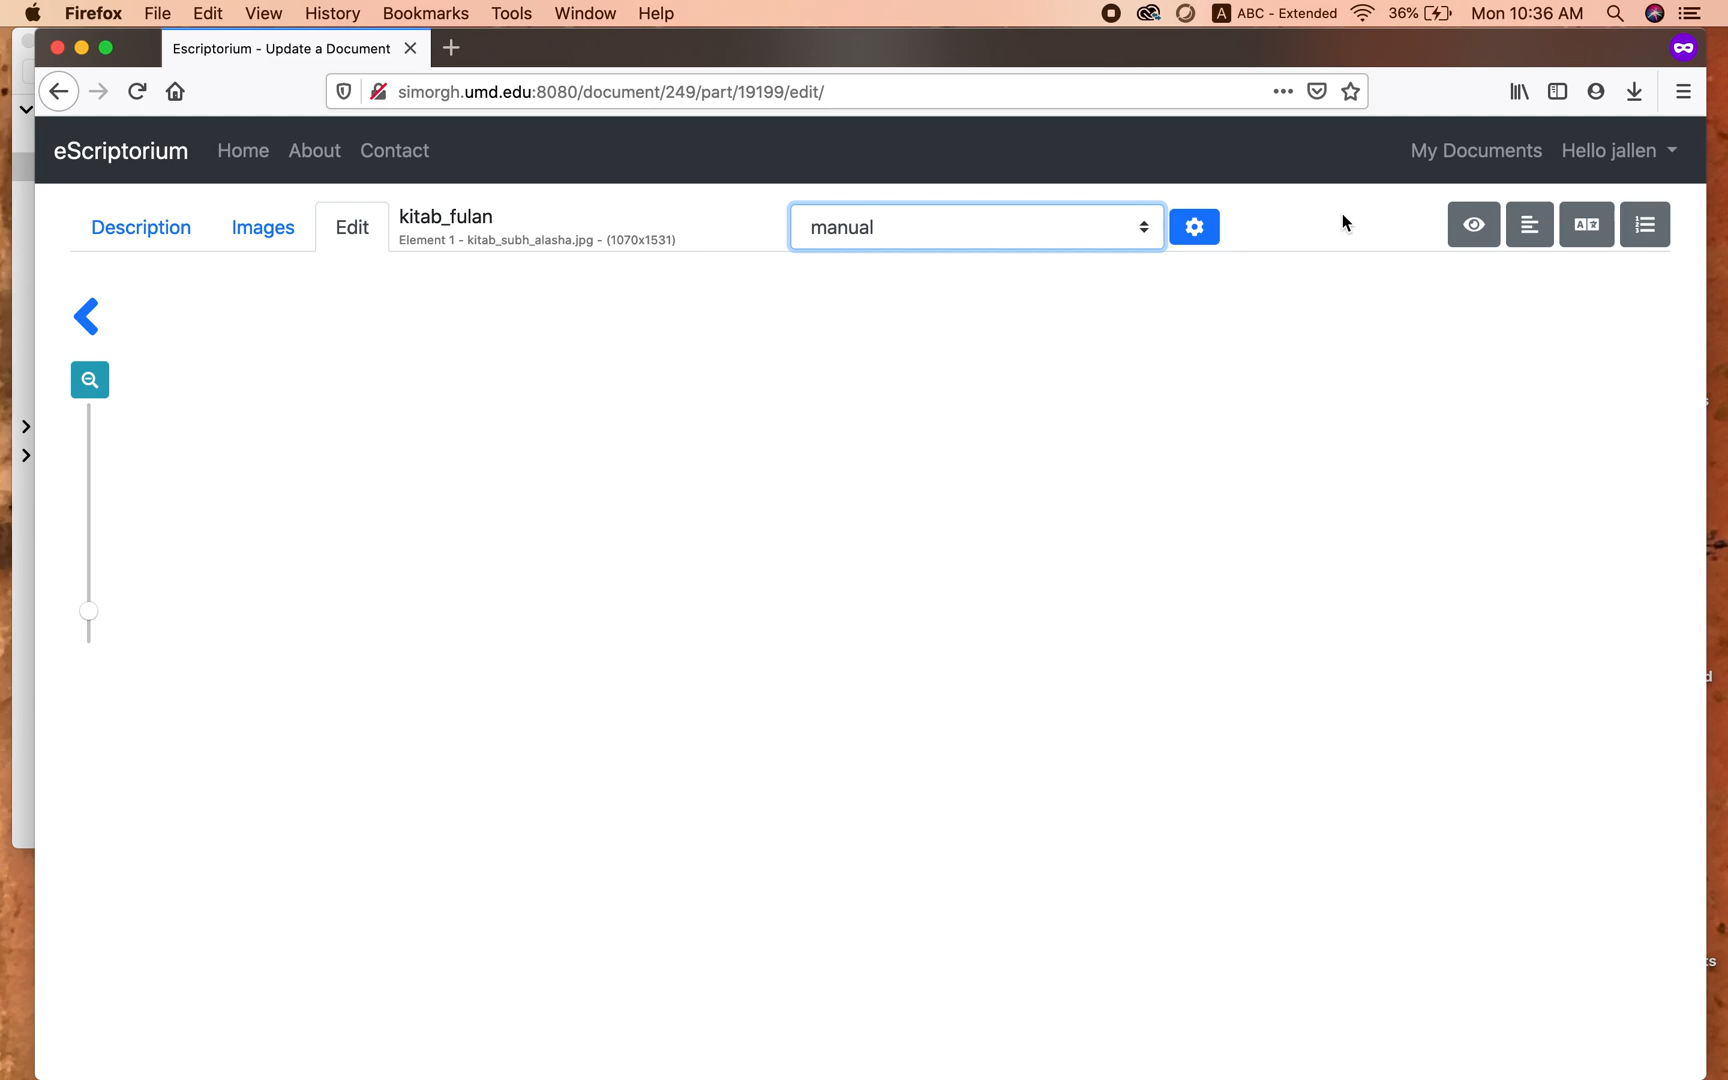 Firefox File Edit View History Bookmarks Tools Window Help A ABC - Extended 36% Mon 10:36 AM
Escriptorium - Update a Document
simorgh.umd.edu:8080/document/249/part/19199/edit/
eScriptorium Home About Contact My Documents Hello jallen
Description Images Edit kitab_fulan manual
Element 1 - kitab_subh_alasha.jpg - (1070x1531)
s
d
ts